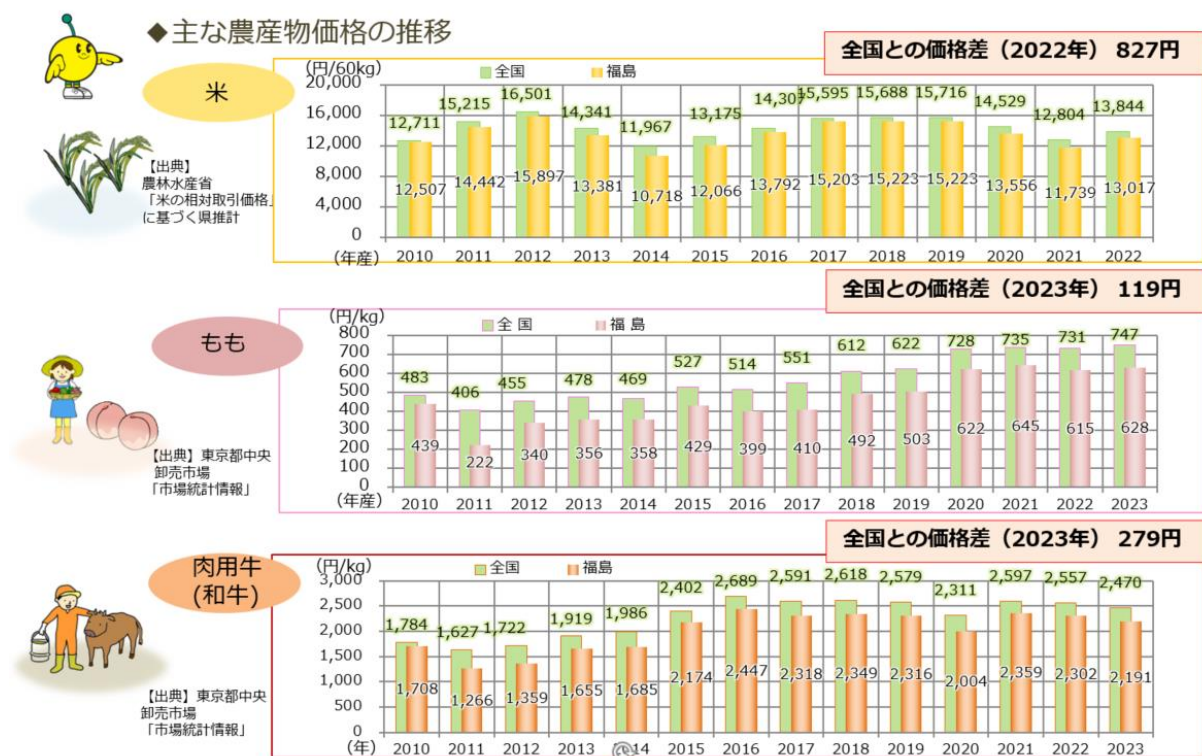 ◆主な農産物価格の推移
全国との価格差（2022年） 827円
米
(円/60kg)
全国 福島
20,000
16,000
12,000
8,000
4,000
0
12,711 15,215 16,501 14,341 11,967 13,175 14,307 15,595 15,688 15,716 14,529 12,804 13,844
12,507 14,442 15,897 13,381 10,718 12,066 13,792 15,203 15,223 15,223 13,556 11,739 13,017
(年産) 2010 2011 2012 2013 2014 2015 2016 2017 2018 2019 2020 2021 2022
【出典】
農林水産省
「米の相対取引価格」
に基づく県推計
全国との価格差（2023年） 119円
もも
(円/kg)
全 国 福 島
800
700
600
500
400
300
200
100
0
483 406 455 478 469 527 514 551 612 622 728 735 731 747
439 222 340 356 358 429 399 410 492 503 622 645 615 628
(年産) 2010 2011 2012 2013 2014 2015 2016 2017 2018 2019 2020 2021 2022 2023
【出典】東京都中央
卸売市場
「市場統計情報」
全国との価格差（2023年） 279円
肉用牛
(和牛)
(円/kg)
全国 福島
3,000
2,500
2,000
1,500
1,000
500
0
1,784 1,627 1,722 1,919 1,986 2,402 2,689 2,591 2,618 2,579 2,311 2,597 2,557 2,470
1,708 1,266 1,359 1,655 1,685 2,174 2,447 2,318 2,349 2,316 2,004 2,359 2,302 2,191
(年) 2010 2011 2012 2013 14 2015 2016 2017 2018 2019 2020 2021 2022 2023
【出典】東京都中央
卸売市場
「市場統計情報」